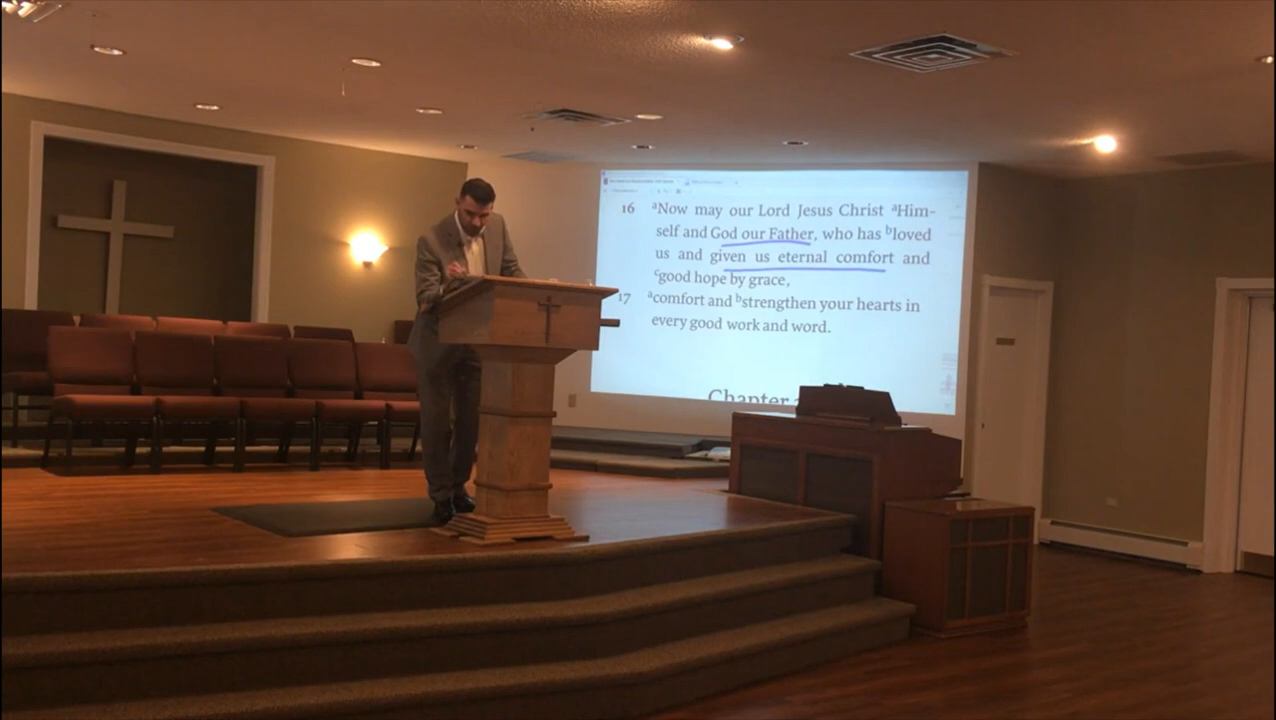 16 ᵃNow may our Lord Jesus Christ ᵃHim-
self and God our Father, who has ᵇloved
us and given us eternal comfort and
ᶜgood hope by grace,
17 ᵃcomfort and ᵇstrengthen your hearts in
every good work and word.
Chapter